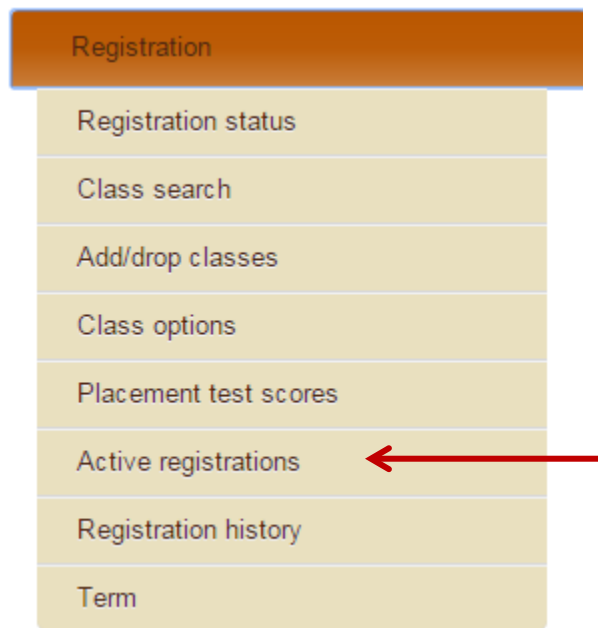 Registration
Registration status
Class search
Add/drop classes
Class options
Placement test scores
Active registrations
Registration history
Term